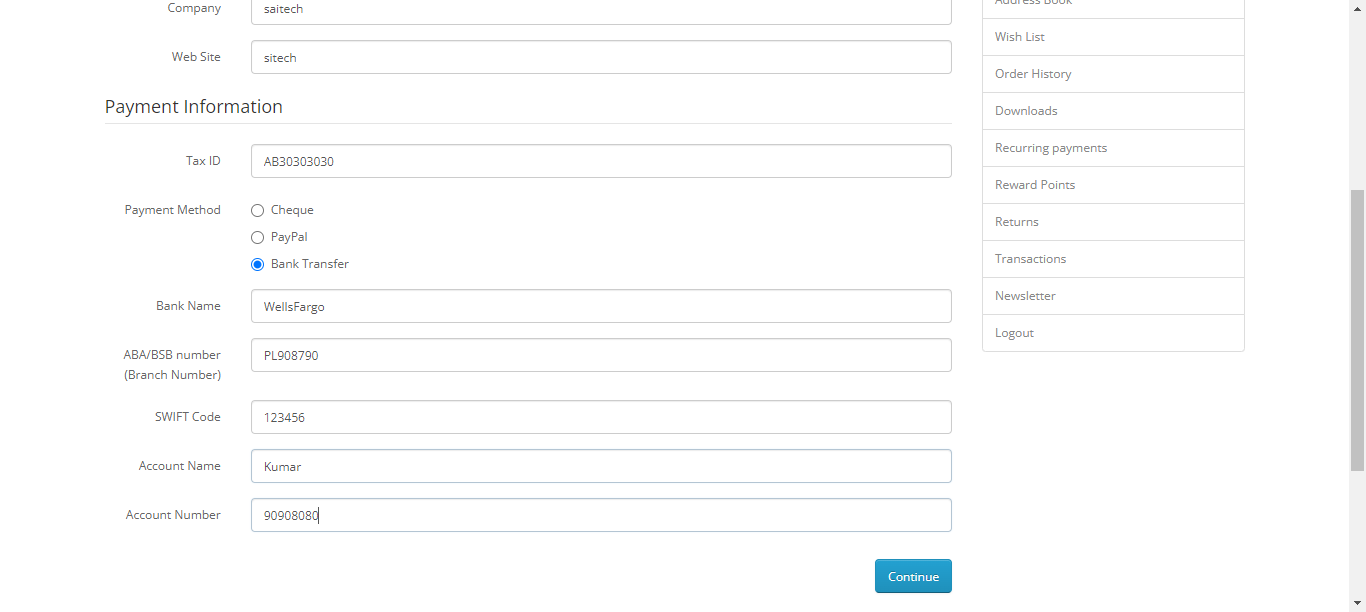 Company saitech
Web Site sitech
Payment Information
Tax ID AB30303030
Payment Method Cheque
PayPal
Bank Transfer
Bank Name WellsFargo
ABA/BSB number PL908790
(Branch Number)
SWIFT Code 123456
Account Name Kumar
Account Number 90908080
Continue
Address Book
Wish List
Order History
Downloads
Recurring payments
Reward Points
Returns
Transactions
Newsletter
Logout